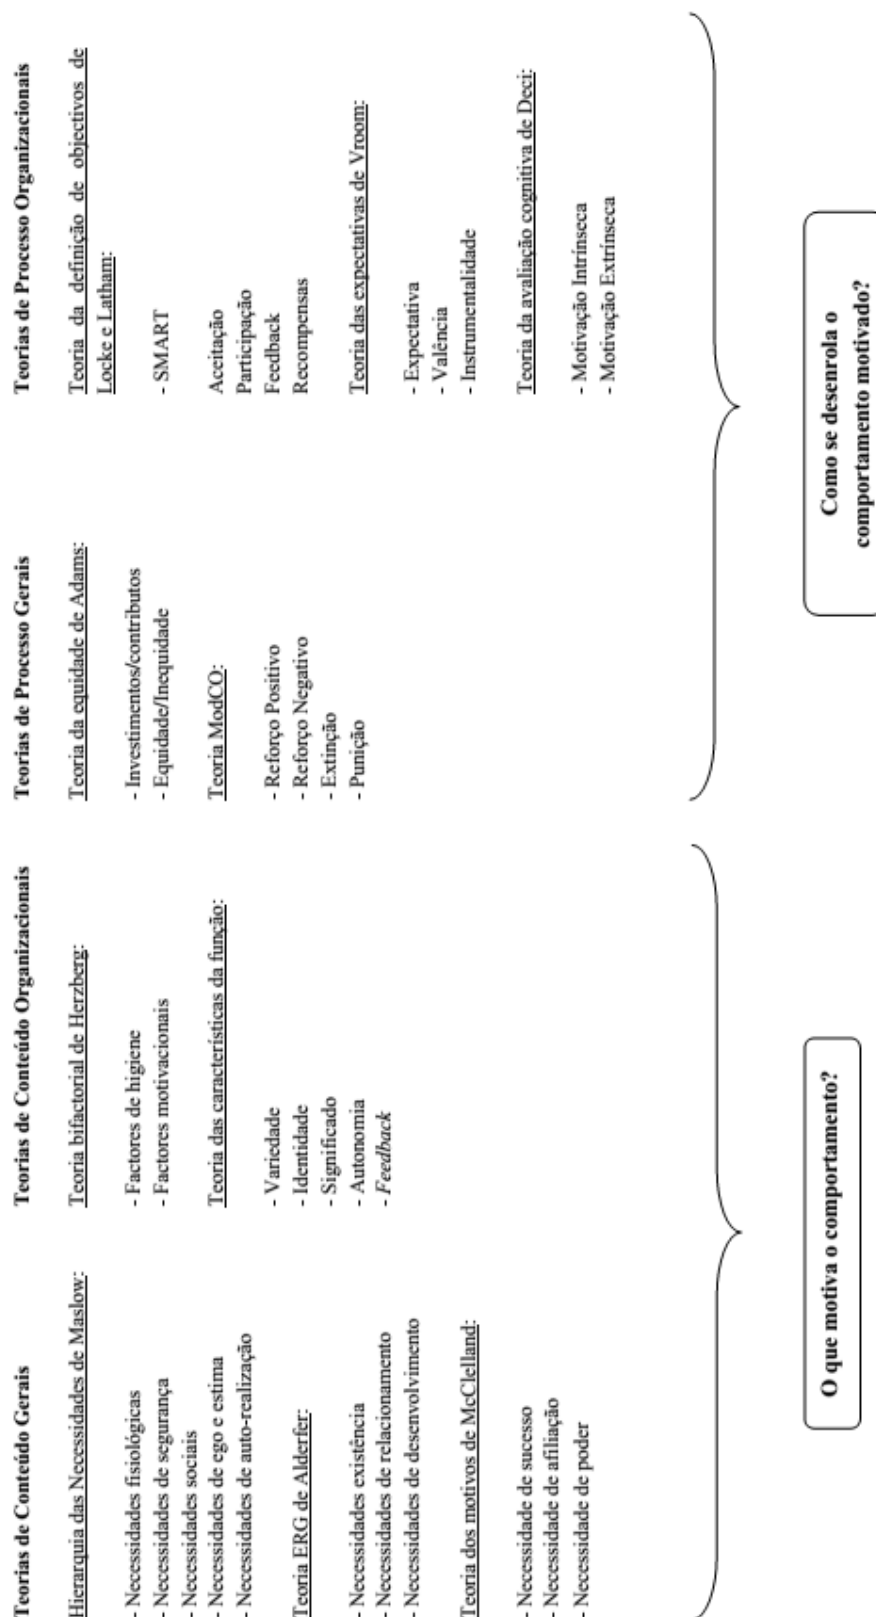 Teorias de Conteúdo Gerais
Hierarquia das Necessidades de Maslow:
- Necessidades fisiológicas
- Necessidades de segurança
- Necessidades sociais
- Necessidades de ego e estima
- Necessidades de auto-realização
Teoria ERG de Alderfer:
- Necessidades existência
- Necessidades de relacionamento
- Necessidades de desenvolvimento
Teoria dos motivos de McClelland:
- Necessidade de sucesso
- Necessidade de afiliação
- Necessidade de poder
Teorias de Conteúdo Organizacionais
Teoria bifactorial de Herzberg:
- Factores de higiene
- Factores motivacionais
Teoria das características da função:
- Variedade
- Identidade
- Significado
- Autonomia
- Feedback
Teorias de Processo Gerais
Teoria da equidade de Adams:
- Investimentos/contributos
- Equidade/Inequidade
Teoria ModCO:
- Reforço Positivo
- Reforço Negativo
- Extinção
- Punição
Teorias de Processo Organizacionais
Teoria da definição de objectivos de
Locke e Latham:
- SMART
Aceitação
Participação
Feedback
Recompensas
Teoria das expectativas de Vroom:
- Expectativa
- Valência
- Instrumentalidade
Teoria da avaliação cognitiva de Deci:
- Motivação Intrínseca
- Motivação Extrínseca
O que motiva o comportamento?
Como se desenrola o
comportamento motivado?